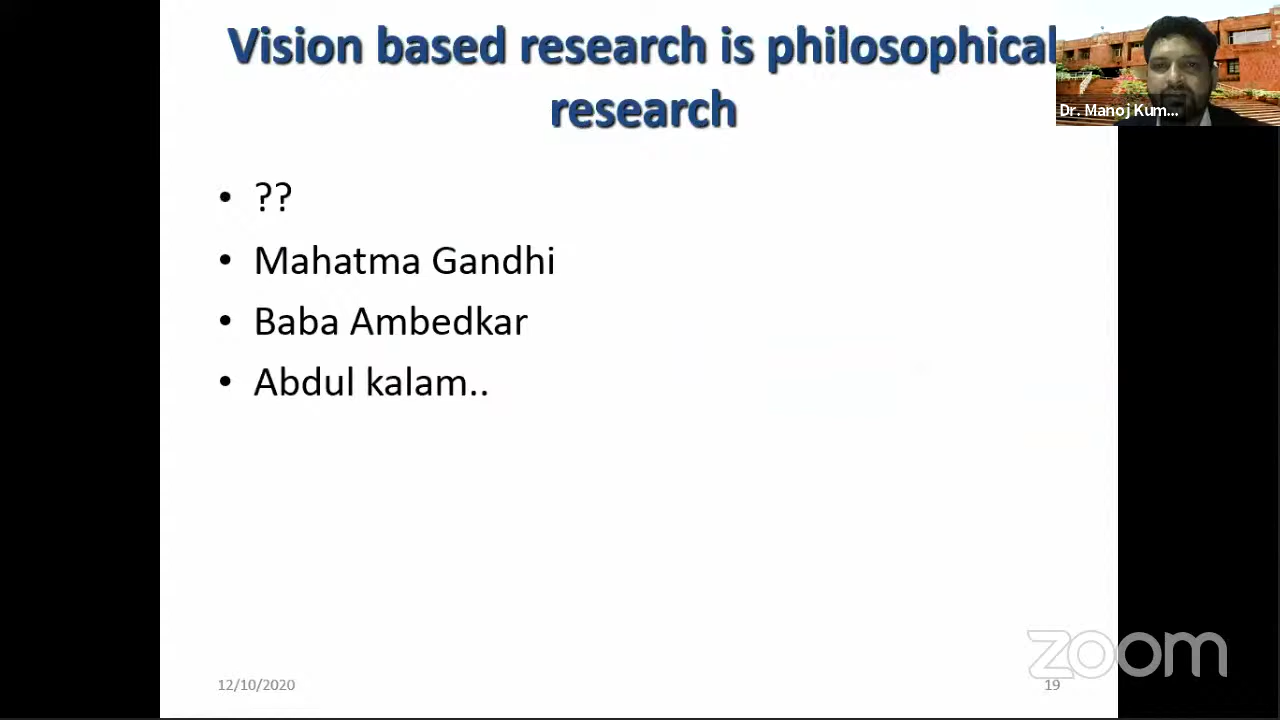 Vision based research is philosophical
research
Dr. Manoj Kum...
• ??
• Mahatma Gandhi
• Baba Ambedkar
• Abdul kalam..
zoom
12/10/2020
19